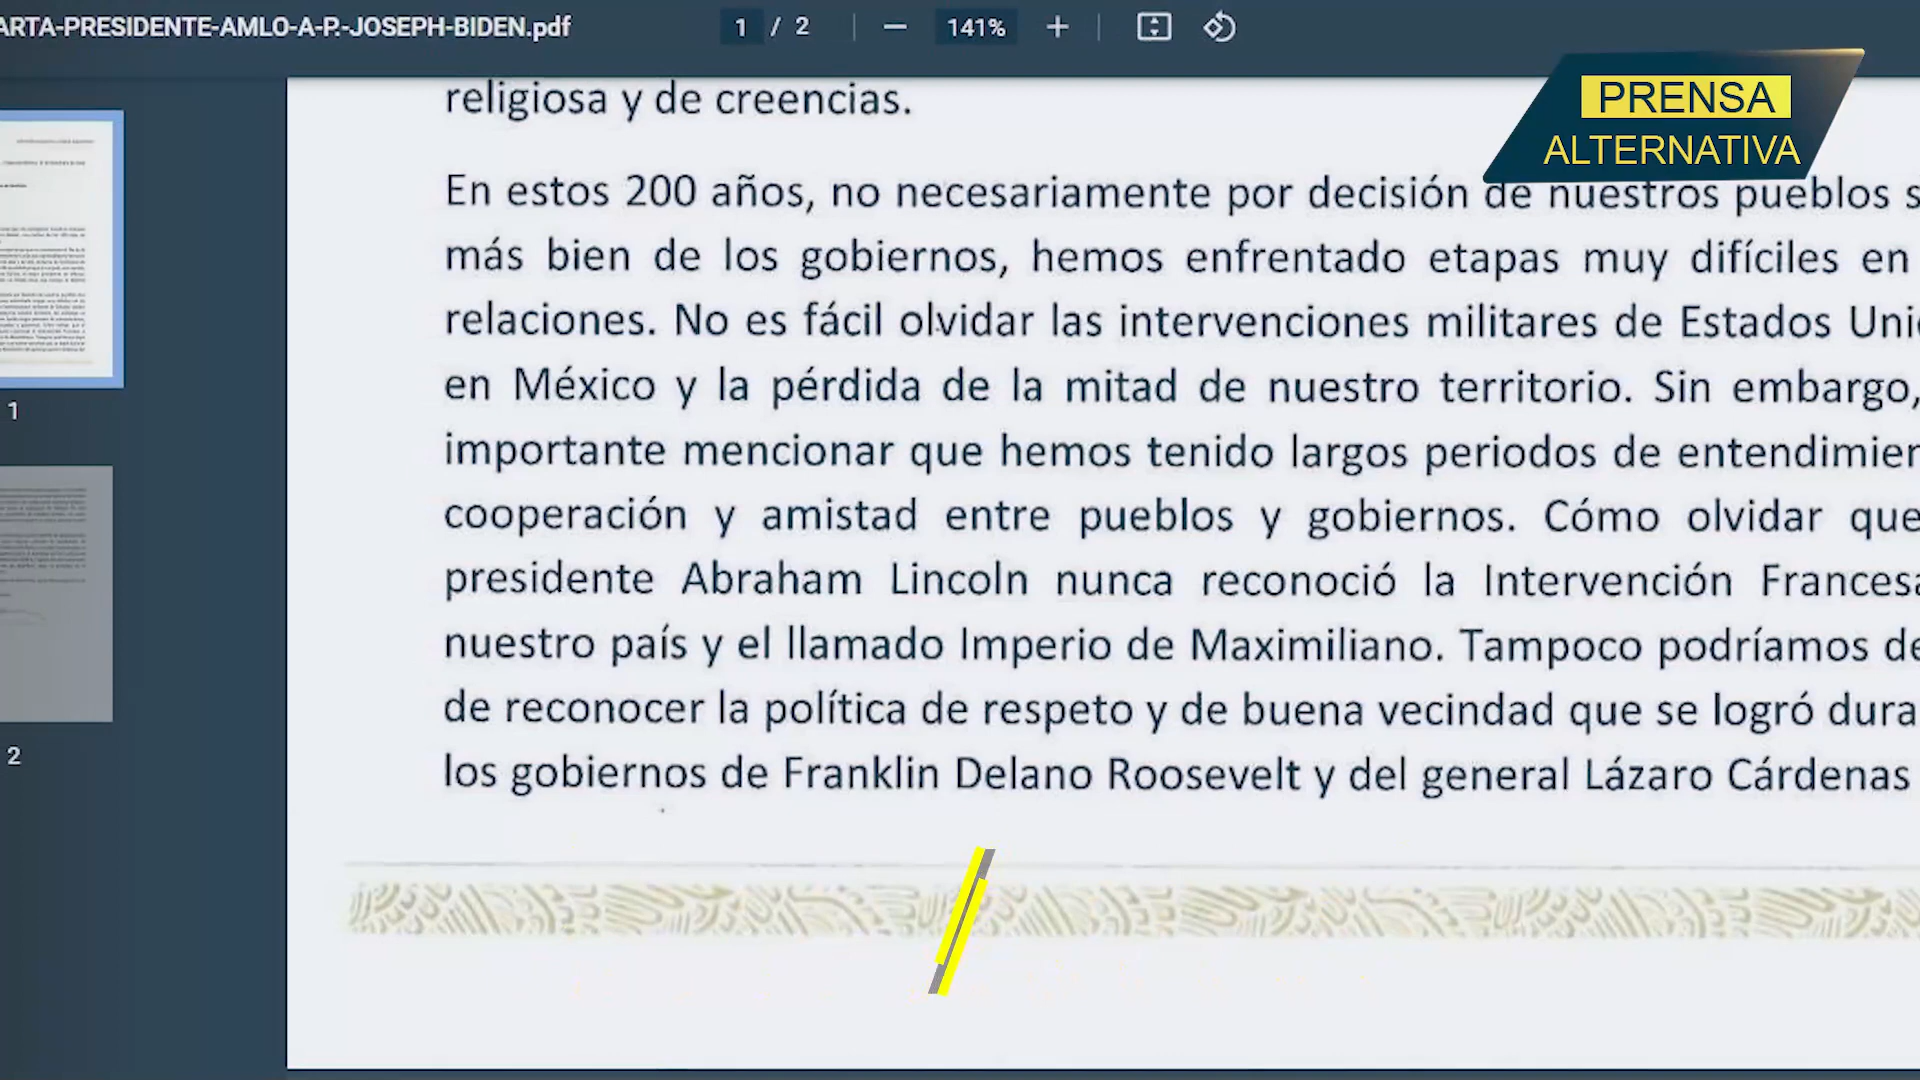 ARTA-PRESIDENTE-AMLO-A-P.-JOSEPH-BIDEN.pdf
1 / 2
141%
PRENSA
ALTERNATIVA
religiosa y de creencias.
En estos 200 años, no necesariamente por decisión de nuestros pueblos s
más bien de los gobiernos, hemos enfrentado etapas muy difíciles en
relaciones. No es fácil olvidar las intervenciones militares de Estados Uni
en México y la pérdida de la mitad de nuestro territorio. Sin embargo,
importante mencionar que hemos tenido largos periodos de entendimien
cooperación y amistad entre pueblos y gobiernos. Cómo olvidar que
presidente Abraham Lincoln nunca reconoció la Intervención Francesa
nuestro país y el llamado Imperio de Maximiliano. Tampoco podríamos de
de reconocer la política de respeto y de buena vecindad que se logró dura
los gobiernos de Franklin Delano Roosevelt y del general Lázaro Cárdenas
1
2